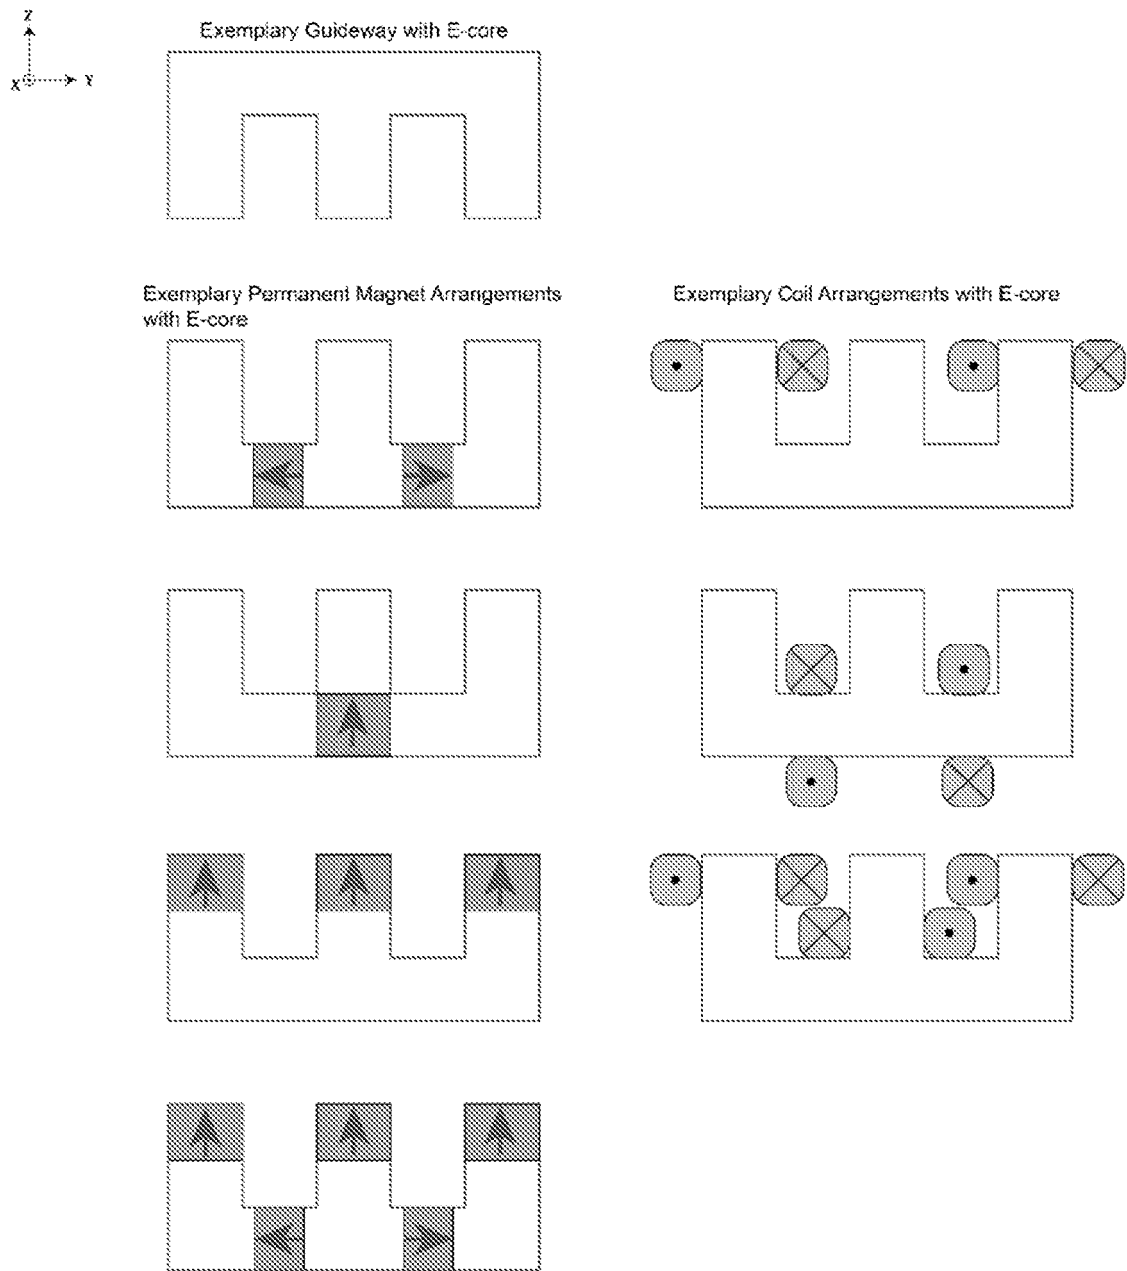 Z
Exemplary Guideway with E-core
X
Y
Exemplary Permanent Magnet Arrangements
with E-core
Exemplary Coil Arrangements with E-core